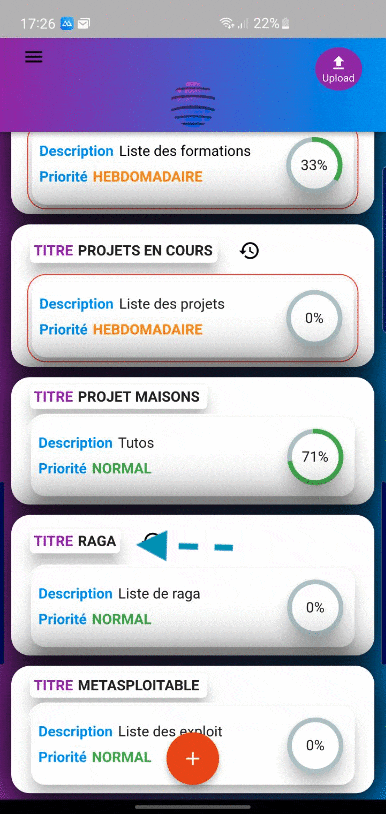 17:26 22%
Upload
Description Liste des formations
Priorité HEBDOMADAIRE
33%
TITRE PROJETS EN COURS
Description Liste des projets
Priorité HEBDOMADAIRE
0%
TITRE PROJET MAISONS
Description Tutos
Priorité NORMAL
71%
TITRE RAGA
Description Liste de raga
Priorité NORMAL
0%
TITRE METASPLOITABLE
Description Liste des exploit
Priorité NORMAL
0%
+